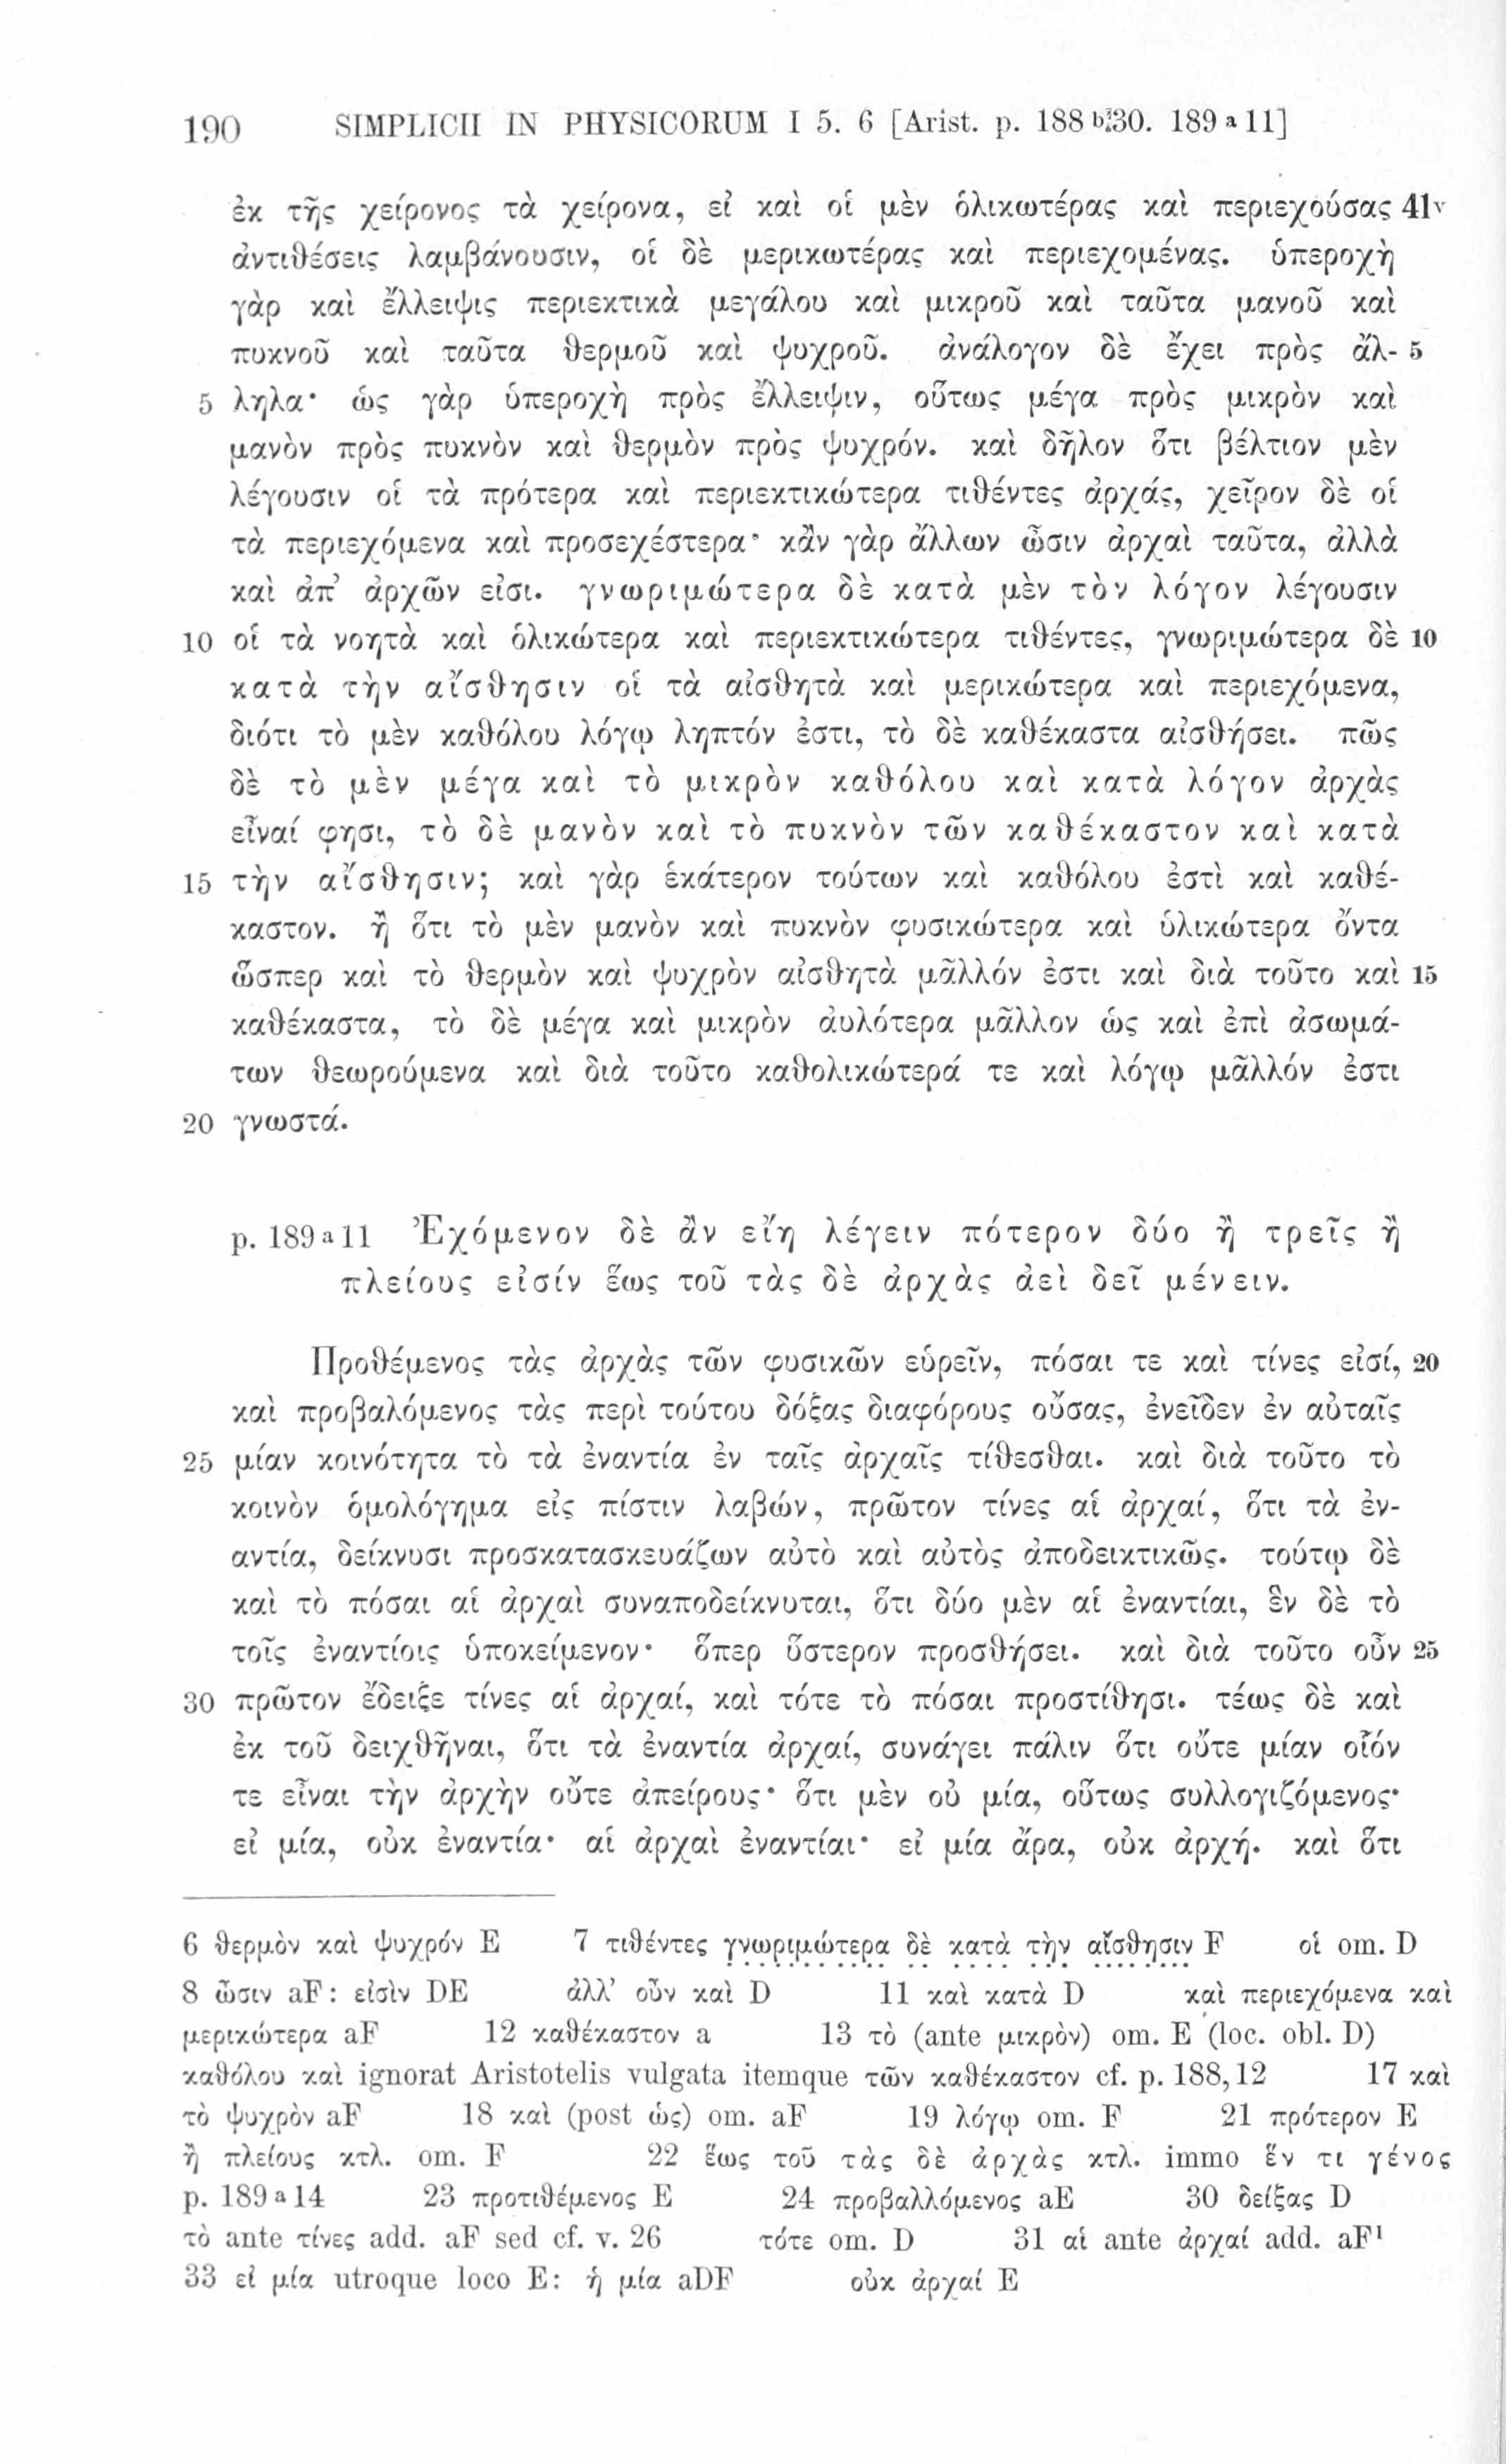 190 SIMPLICII IN PHYSICORUM I 5. 6 [Arist. p. 188 b 30. 189 a 11]
ἐκ τῆς χείρονος τὰ χείρονα, εἰ καὶ οἱ μὲν ὁλικωτέρας καὶ περιεχούσας 41v
ἀντιθέσεις λαμβάνουσιν, οἱ δὲ μερικωτέρας καὶ περιεχομένας. ὑπεροχὴ
γὰρ καὶ ἔλλειψις περιεκτικὰ μεγάλου καὶ μικροῦ καὶ ταῦτα μανοῦ καὶ
πυκνοῦ καὶ ταῦτα θερμοῦ καὶ ψυχροῦ. ἀνάλογον δὲ ἔχει πρὸς ἄλ- 5
5 ληλα· ὡς γὰρ ὑπεροχὴ πρὸς ἔλλειψιν, οὕτως μέγα πρὸς μικρὸν καὶ
μανὸν πρὸς πυκνὸν καὶ θερμὸν πρὸς ψυχρόν. καὶ δῆλον ὅτι βέλτιον μὲν
λέγουσιν οἱ τὰ πρότερα καὶ περιεκτικώτερα τιθέντες ἀρχάς, χεῖρον δὲ οἱ
τὰ περιεχόμενα καὶ προσεχέστερα· κἂν γὰρ ἄλλων ὦσιν ἀρχαὶ ταῦτα, ἀλλὰ
καὶ ἀπ’ ἀρχῶν εἰσι. γνωριμώτερα δὲ κατὰ μὲν τὸν λόγον λέγουσιν
10 οἱ τὰ νοητὰ καὶ ὁλικώτερα καὶ περιεκτικώτερα τιθέντες, γνωριμώτερα δὲ 10
κατὰ τὴν αἴσθησιν οἱ τὰ αἰσθητὰ καὶ μερικώτερα καὶ περιεχόμενα,
διότι τὸ μὲν καθόλου λόγῳ ληπτόν ἐστι, τὸ δὲ καθέκαστα αἰσθήσει. πῶς
δὲ τὸ μὲν μέγα καὶ τὸ μικρὸν καθόλου καὶ κατὰ λόγον ἀρχὰς
εἶναί φησι, τὸ δὲ μανὸν καὶ τὸ πυκνὸν τῶν καθέκαστον καὶ κατὰ
15 τὴν αἴσθησιν; καὶ γὰρ ἑκάτερον τούτων καὶ καθόλου ἐστὶ καὶ καθέ-
καστον. ἢ ὅτι τὸ μὲν μανὸν καὶ πυκνὸν φυσικώτερα καὶ ὑλικώτερα ὄντα
ὥσπερ καὶ τὸ θερμὸν καὶ ψυχρὸν αἰσθητὰ μᾶλλόν ἐστι καὶ διὰ τοῦτο καὶ 15
καθέκαστα, τὸ δὲ μέγα καὶ μικρὸν ἀυλότερα μᾶλλον ὡς καὶ ἐπὶ ἀσωμά-
των θεωρούμενα καὶ διὰ τοῦτο καθολικώτερά τε καὶ λόγῳ μᾶλλόν ἐστι
20 γνωστά.
p. 189 a 11 Ἐχόμενον δὲ ἂν εἴη λέγειν πότερον δύο ἢ τρεῖς ἢ
πλείους εἰσίν ἕως τοῦ τὰς δὲ ἀρχὰς ἀεὶ δεῖ μένειν.
Προθέμενος τὰς ἀρχὰς τῶν φυσικῶν εὑρεῖν, πόσαι τε καὶ τίνες εἰσί, 20
καὶ προβαλόμενος τὰς περὶ τούτου δόξας διαφόρους οὔσας, ἐνεῖδεν ἐν αὐταῖς
25 μίαν κοινότητα τὸ τὰ ἐναντία ἐν ταῖς ἀρχαῖς τίθεσθαι. καὶ διὰ τοῦτο τὸ
κοινὸν ὁμολόγημα εἰς πίστιν λαβών, πρῶτον τίνες αἱ ἀρχαί, ὅτι τὰ ἐν-
αντία, δείκνυσι προσκατασκευάζων αὐτὸ καὶ αὐτὸς ἀποδεικτικῶς. τούτῳ δὲ
καὶ τὸ πόσαι αἱ ἀρχαὶ συναποδείκνυται, ὅτι δύο μὲν αἱ ἐναντίαι, ἓν δὲ τὸ
τοῖς ἐναντίοις ὑποκείμενον· ὅπερ ὕστερον προσθήσει. καὶ διὰ τοῦτο οὖν 25
30 πρῶτον ἔδειξε τίνες αἱ ἀρχαί, καὶ τότε τὸ πόσαι προστίθησι. τέως δὲ καὶ
ἐκ τοῦ δειχθῆναι, ὅτι τὰ ἐναντία ἀρχαί, συνάγει πάλιν ὅτι οὔτε μίαν οἷόν
τε εἶναι τὴν ἀρχὴν οὔτε ἀπείρους· ὅτι μὲν οὐ μία, οὕτως συλλογιζόμενος·
εἰ μία, οὐκ ἐναντία· αἱ ἀρχαὶ ἐναντίαι· εἰ μία ἄρα, οὐκ ἀρχή. καὶ ὅτι
6 θερμὸν καὶ ψυχρόν E 7 τιθέντες γνωριμώτερα δὲ κατὰ τὴν αἴσθησιν F οἱ om. D
8 ὦσιν aF: εἰσὶν DE ἀλλ’ οὖν καὶ D 11 καὶ κατὰ D καὶ περιεχόμενα καὶ
μερικώτερα aF 12 καθέκαστον a 13 τὸ (ante μικρὸν) om. E (loc. obl. D)
καθόλου καὶ ignorat Aristotelis vulgata itemque τῶν καθέκαστον cf. p. 188,12 17 καὶ
τὸ ψυχρὸν aF 18 καὶ (post ὡς) om. aF 19 λόγῳ om. F 21 πρότερον E
ἢ πλείους κτλ. om. F 22 ἕως τοῦ τὰς δὲ ἀρχὰς κτλ. immo ἕν τι γένος
p. 189 a 14 23 προτιθέμενος E 24 προβαλλόμενος aE 30 δείξας D
τὸ ante τίνες add. aF sed cf. v. 26 τότε om. D 31 αἱ ante ἀρχαί add. aF¹
33 εἰ μία utroque loco E: ἡ μία aDF οὐκ ἀρχαί E